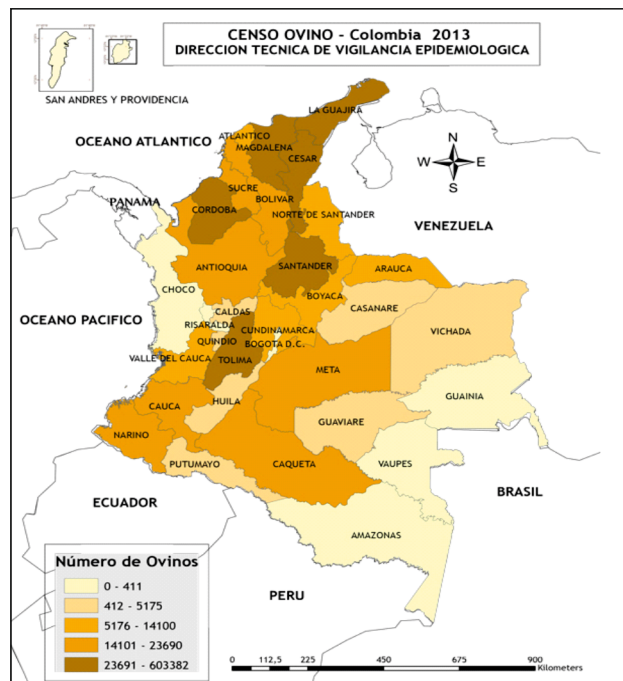 CENSO OVINO - Colombia 2013
DIRECCION TECNICA DE VIGILANCIA EPIDEMIOLOGICA
SAN ANDRES Y PROVIDENCIA
LA GUAJIRA
OCEANO ATLANTICO
ATLANTICO
MAGDALENA
CESAR
N
W E
S
PANAMA
SUCRE
CORDOBA
BOLIVAR
NORTE DE SANTANDER
VENEZUELA
ANTIOQUIA
SANTANDER
ARAUCA
CHOCO
BOYACA
CASANARE
OCEANO PACIFICO
CALDAS
RISARALDA
CUNDINAMARCA
VICHADA
QUINDIO
BOGOTA D.C.
VALLE DEL CAUCA
TOLIMA
META
GUAINIA
CAUCA
HUILA
GUAVIARE
NARINO
PUTUMAYO
CAQUETA
VAUPES
ECUADOR
BRASIL
AMAZONAS
PERU
Número de Ovinos
0 - 411
412 - 5175
5176 - 14100
14101 - 23690
23691 - 603382
0 112,5 225 450 675 900
Kilometers